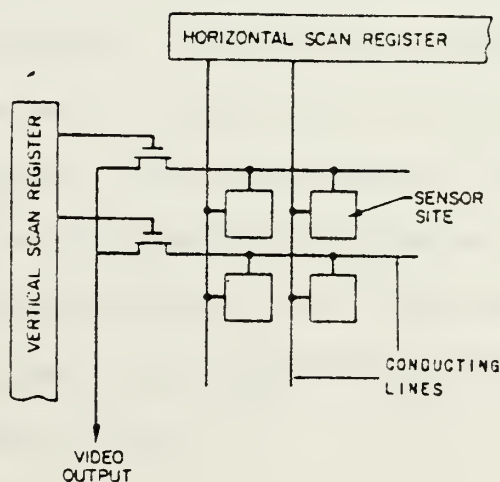 HORIZONTAL SCAN REGISTER
VERTICAL SCAN REGISTER
SENSOR
SITE
CONDUCTING
LINES
VIDEO
OUTPUT